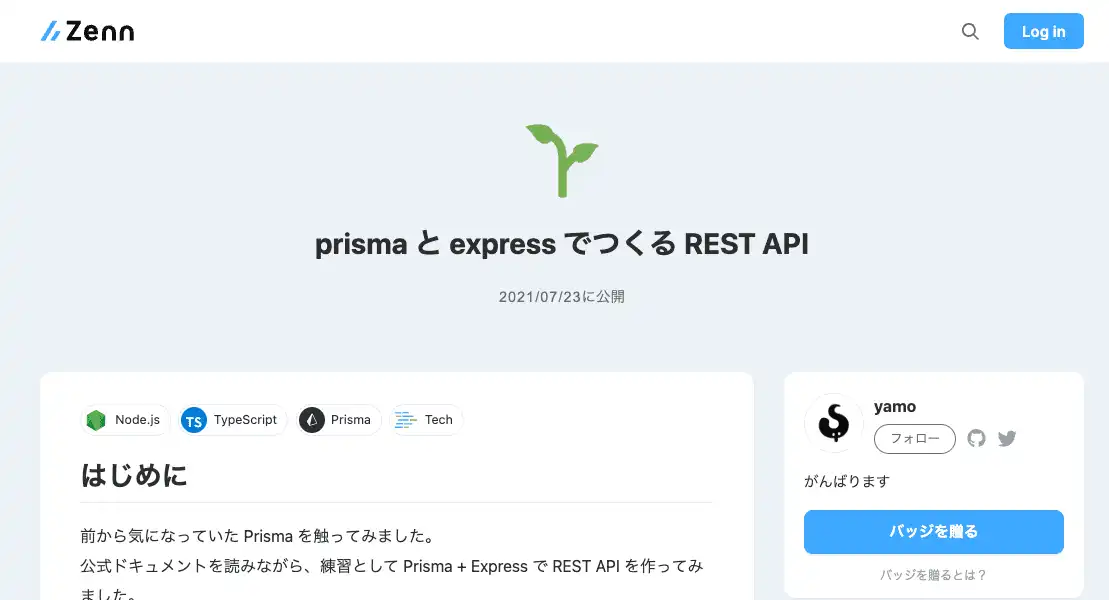 Zenn
Log in
prisma と express でつくる REST API
2021/07/23に公開
Node.js
TS TypeScript
Prisma
Tech
はじめに
前から気になっていた Prisma を触ってみました。
公式ドキュメントを読みながら、練習として Prisma + Express で REST API を作ってみ
ました。
yamo
フォロー
がんばります
バッジを贈る
バッジを贈るとは？